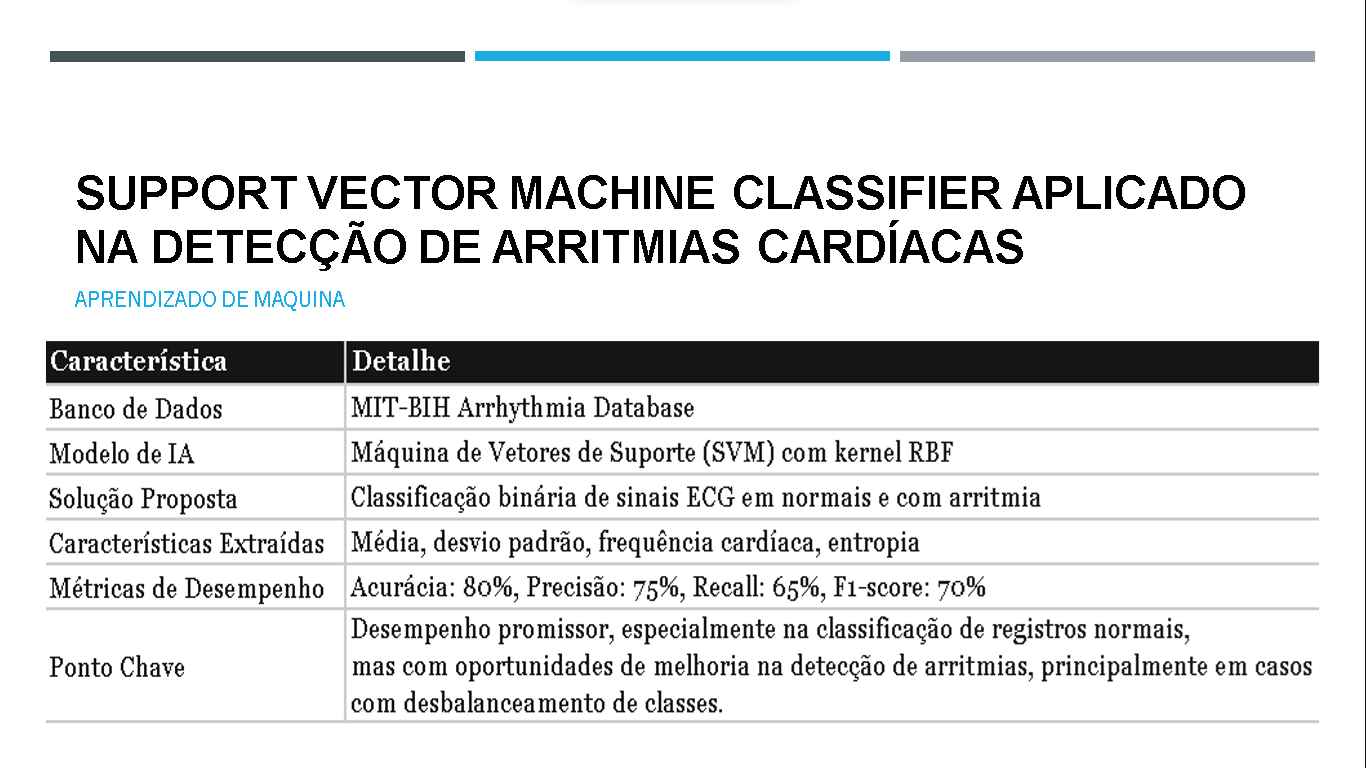 SUPPORT VECTOR MACHINE CLASSIFIER APLICADO
NA DETECÇÃO DE ARRITMIAS CARDÍACAS
APRENDIZADO DE MAQUINA
Característica Detalhe
Banco de Dados MIT-BIH Arrhythmia Database
Modelo de IA Máquina de Vetores de Suporte (SVM) com kernel RBF
Solução Proposta Classificação binária de sinais ECG em normais e com arritmia
Características Extraídas Média, desvio padrão, frequência cardíaca, entropia
Métricas de Desempenho Acurácia: 80%, Precisão: 75%, Recall: 65%, F1-score: 70%
Ponto Chave Desempenho promissor, especialmente na classificação de registros normais,
mas com oportunidades de melhoria na detecção de arritmias, principalmente em casos
com desbalanceamento de classes.